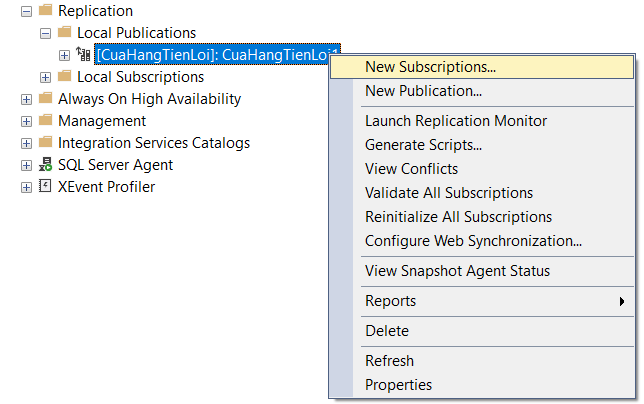 Replication
Local Publications
[CuaHangTienLoi]: CuaHangTienLoi1
Local Subscriptions
Always On High Availability
Management
Integration Services Catalogs
SQL Server Agent
XEvent Profiler
New Subscriptions...
New Publication...
Launch Replication Monitor
Generate Scripts...
View Conflicts
Validate All Subscriptions
Reinitialize All Subscriptions
Configure Web Synchronization...
View Snapshot Agent Status
Reports
Delete
Refresh
Properties